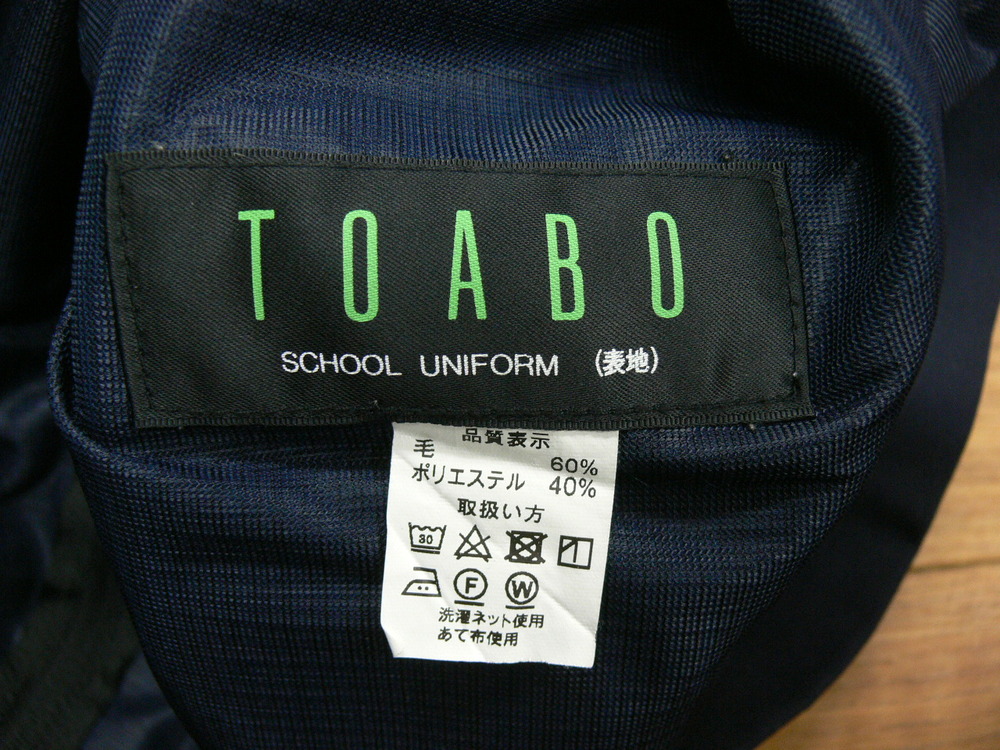 TOABO
SCHOOL UNIFORM (表地)
品質表示
毛 60%
ポリエステル 40%
取扱い方
30
F W
洗濯ネット使用
あて布使用